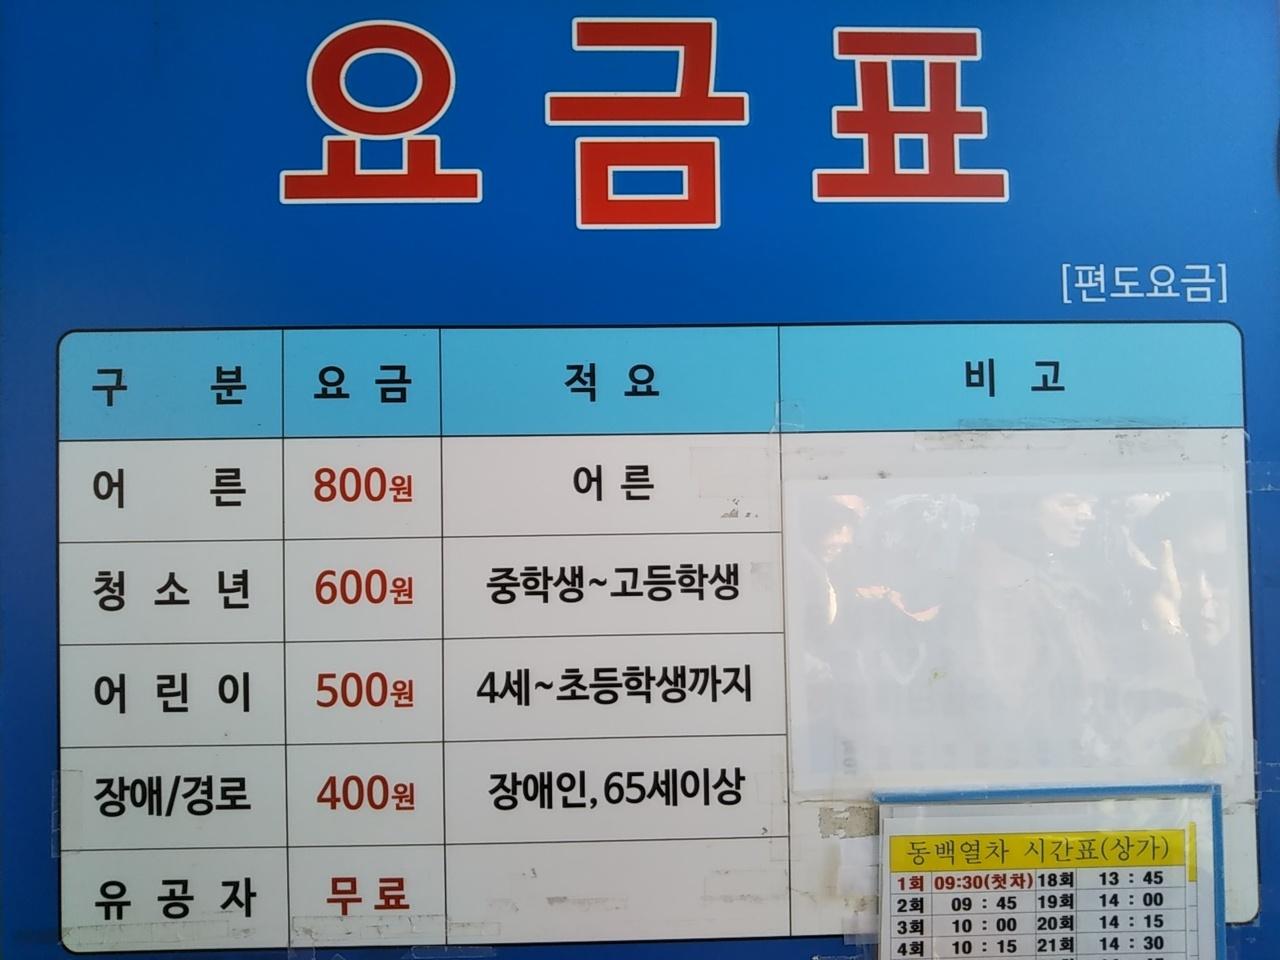 요금표
[편도요금]
구 분 요 금 적 요 비 고
어 른 800원 어 른
청 소 년 600원 중학생~고등학생
어 린 이 500원 4세~초등학생까지
장애/경로 400원 장애인, 65세이상
유 공 자 무 료
동백열차 시간표(상가)
1회 09:30(첫차) 18회 13 : 45
2회 09 : 45 19회 14 : 00
3회 10 : 00 20회 14 : 15
4회 10 : 15 21회 14 : 30